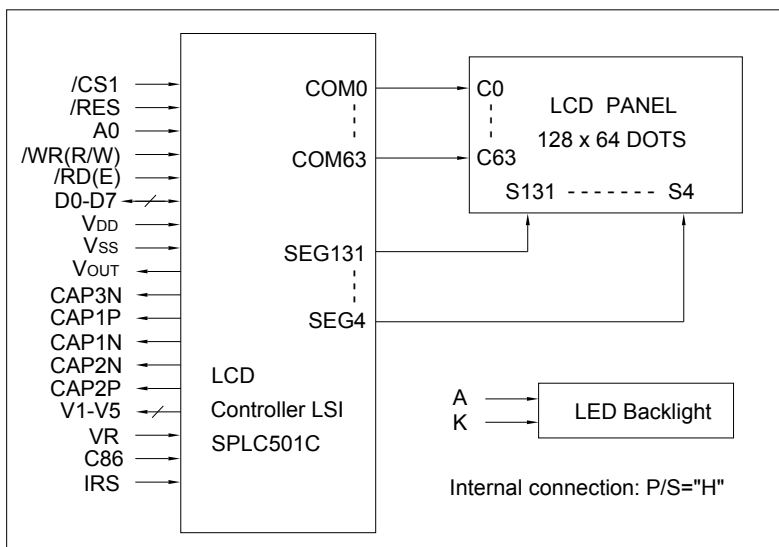 /CS1
/RES
A0
/WR(R/W)
/RD(E)
D0-D7
VDD
VSS
VOUT
CAP3N
CAP1P
CAP1N
CAP2N
CAP2P
V1-V5
VR
C86
IRS
COM0
COM63
SEG131
SEG4
LCD
Controller LSI
SPLC501C
C0
LCD PANEL
128 x 64 DOTS
C63
S131 ------- S4
A
K
LED Backlight
Internal connection: P/S="H"